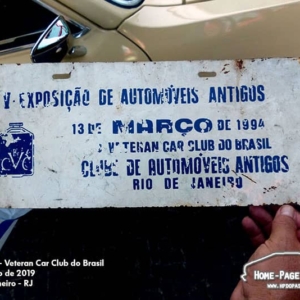 V EXPOSIÇÃO DE AUTOMÓVEIS ANTIGOS
13 DE MARÇO DE 1994
VETERAN CAR CLUB DO BRASIL
CLUBE DE AUTOMÓVEIS ANTIGOS
RIO DE JANEIRO
- Veteran Car Club do Brasil
o de 2019
neiro - RJ
HOME-PAGE